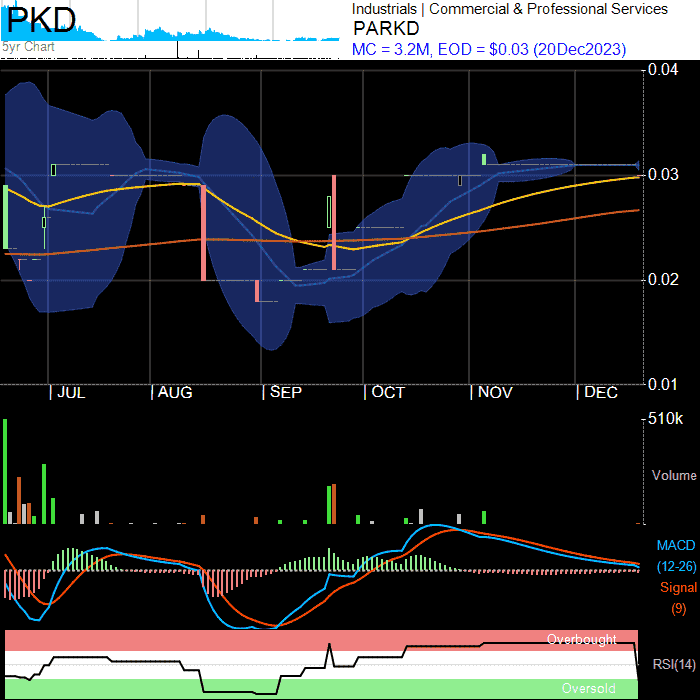 PKD
5yr Chart
Industrials | Commercial & Professional Services
PARKD
MC = 3.2M, EOD = $0.03 (20Dec2023)
0.04
0.03
0.02
0.01
| JUL | AUG | SEP | OCT | NOV | DEC
510k
Volume
MACD
(12-26)
Signal
(9)
Overbought
RSI(14)
Oversold